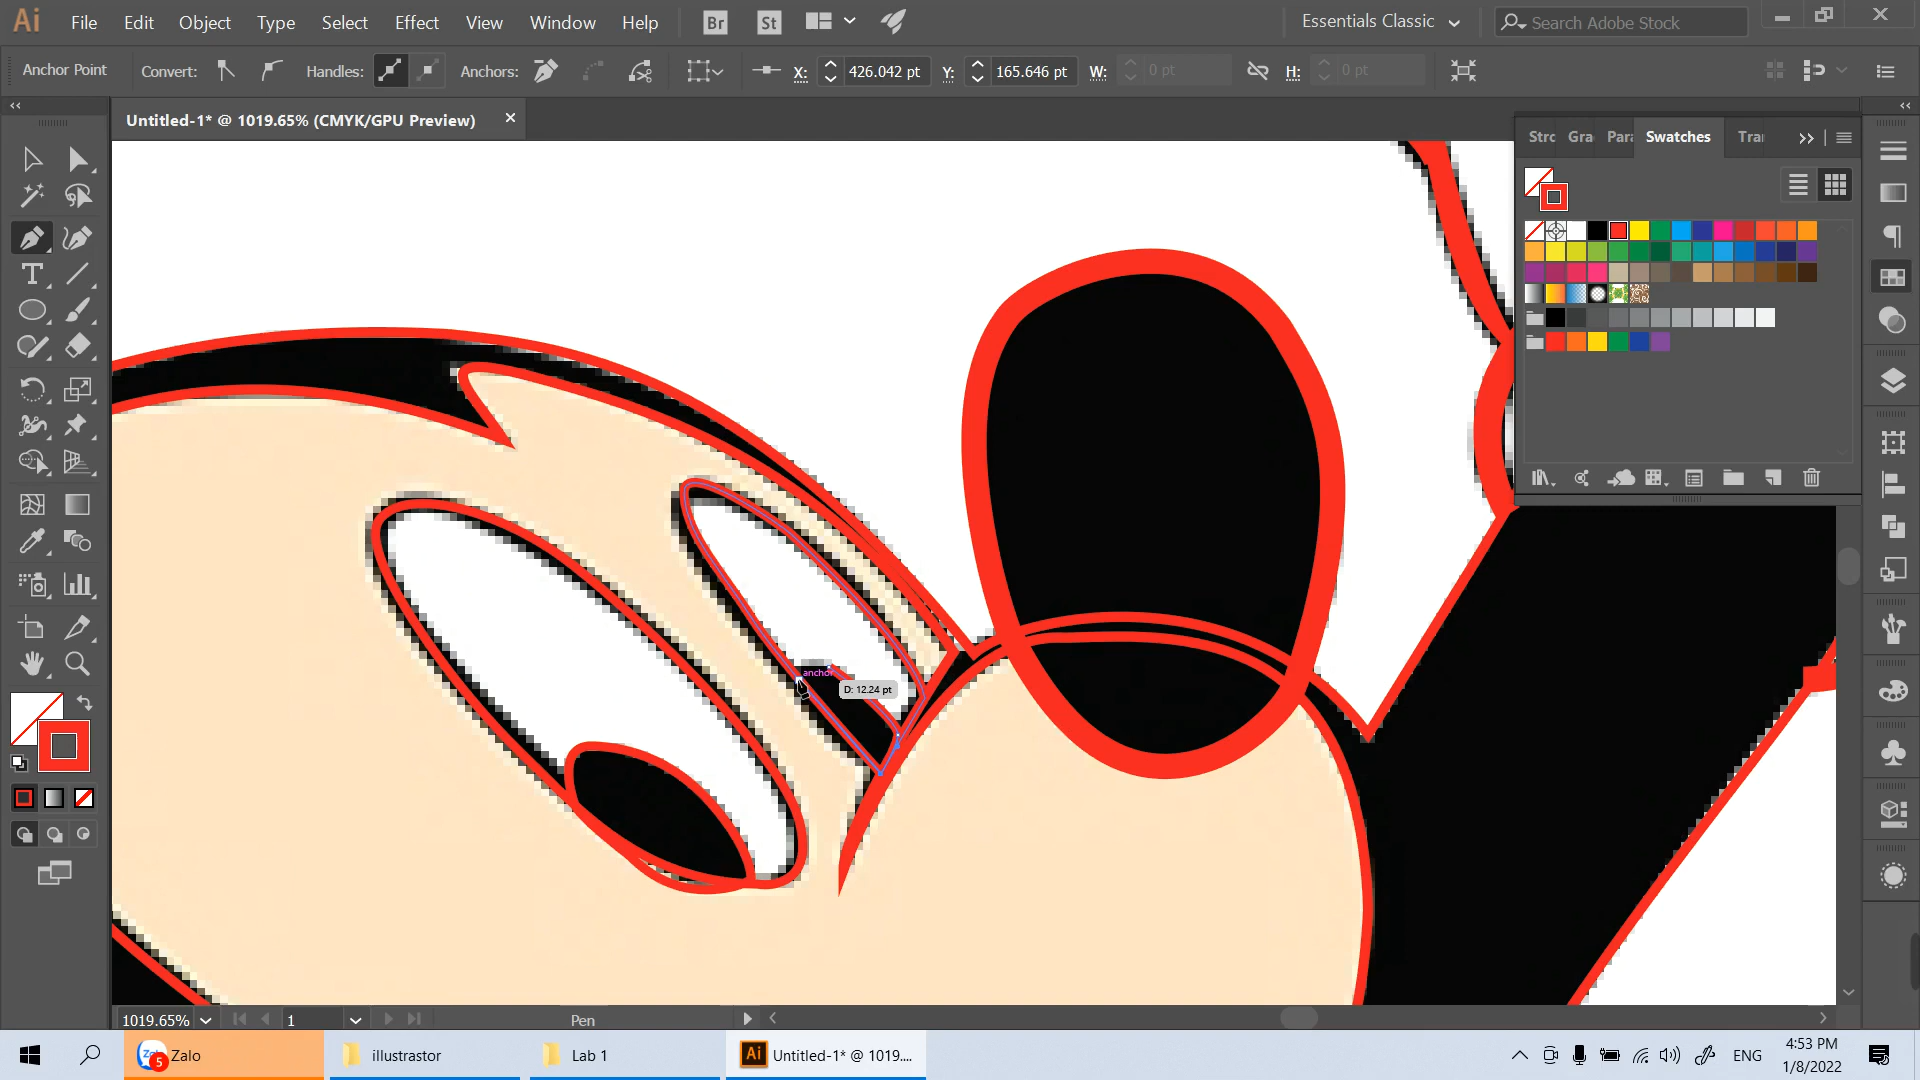 Ai File Edit Object Type Select Effect View Window Help Br St Essentials Classic Search Adobe Stock
Anchor Point Convert: Handles: Anchors: X: 426.042 pt Y: 165.646 pt W: 0 pt H: 0 pt
Untitled-1* @ 1019.65% (CMYK/GPU Preview)
Strc Gra Para Swatches Tra
anchor
D: 12.24 pt
1019.65% 1 Pen
Zalo 5 illustrastor Lab 1 Ai Untitled-1* @ 1019.... ENG
4:53 PM
1/8/2022